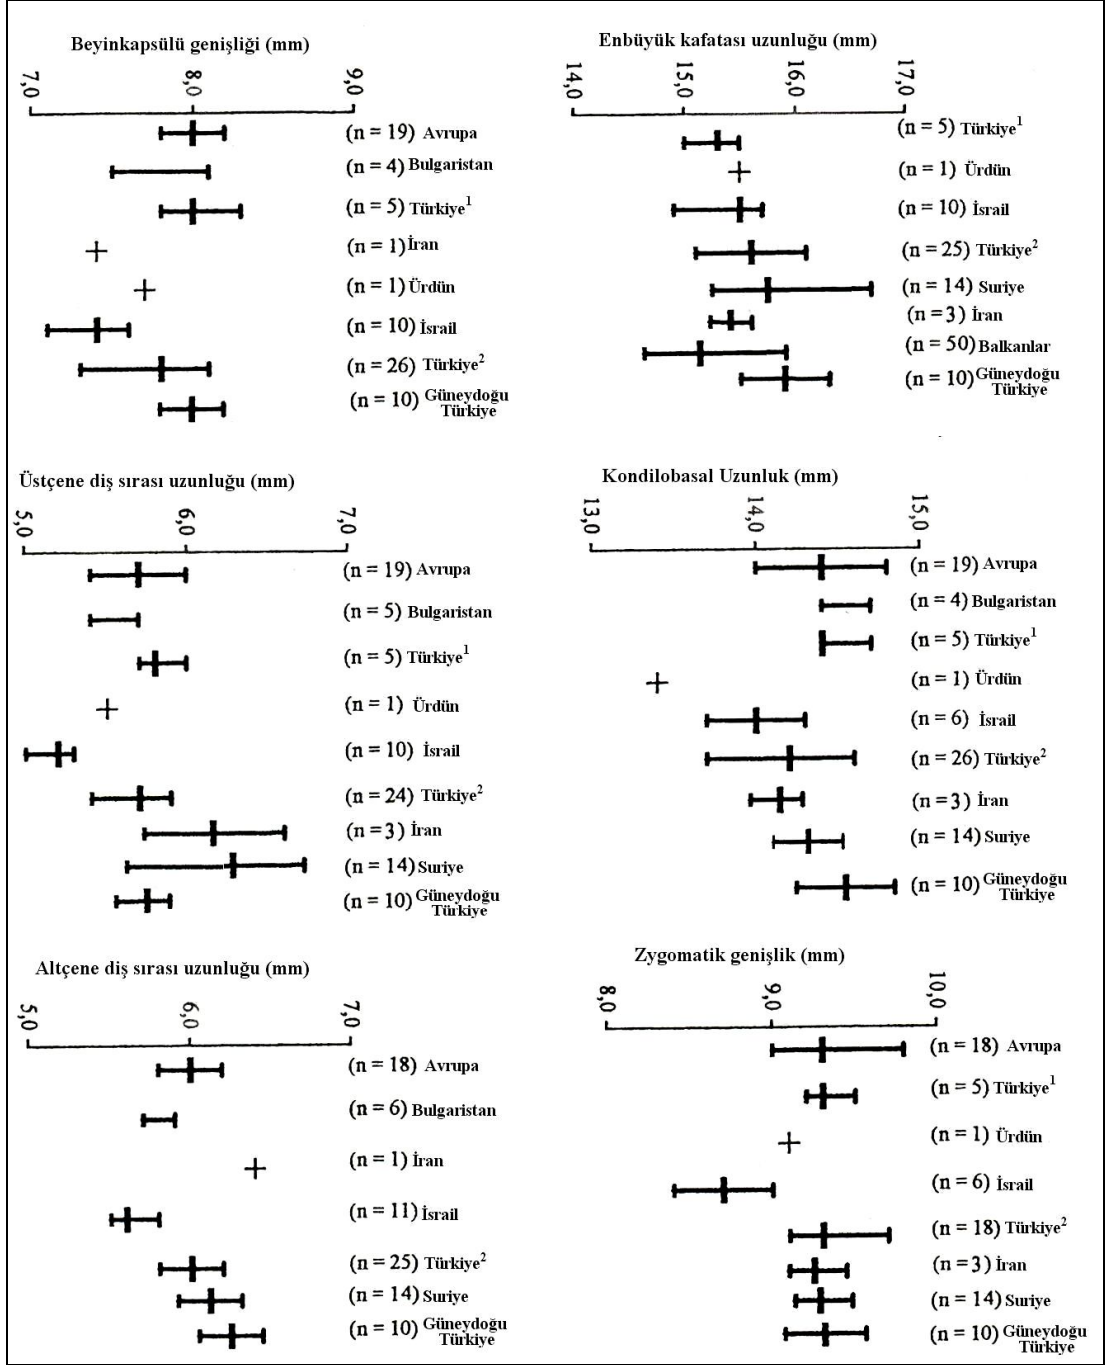 Beyinkapsülü genişliği (mm)
7,0 8,0 9,0
(n = 19) Avrupa
(n = 4) Bulgaristan
(n = 5) Türkiye1
(n = 1) İran
(n = 1) Ürdün
(n = 10) İsrail
(n = 26) Türkiye2
(n = 10) Güneydoğu
Türkiye
Enbüyük kafatası uzunluğu (mm)
14,0 15,0 16,0 17,0
(n = 5) Türkiye1
(n = 1) Ürdün
(n = 10) İsrail
(n = 25) Türkiye2
(n = 14) Suriye
(n = 3) İran
(n = 50) Balkanlar
(n = 10) Güneydoğu
Türkiye
Üstçene diş sırası uzunluğu (mm)
5,0 6,0 7,0
(n = 19) Avrupa
(n = 5) Bulgaristan
(n = 5) Türkiye1
(n = 1) Ürdün
(n = 10) İsrail
(n = 24) Türkiye2
(n = 3) İran
(n = 14) Suriye
(n = 10) Güneydoğu
Türkiye
Kondilobasal Uzunluk (mm)
13,0 14,0 15,0
(n = 19) Avrupa
(n = 4) Bulgaristan
(n = 5) Türkiye1
(n = 1) Ürdün
(n = 6) İsrail
(n = 26) Türkiye2
(n = 3) İran
(n = 14) Suriye
(n = 10) Güneydoğu
Türkiye
Altçene diş sırası uzunluğu (mm)
5,0 6,0 7,0
(n = 18) Avrupa
(n = 6) Bulgaristan
(n = 1) İran
(n = 11) İsrail
(n = 25) Türkiye2
(n = 14) Suriye
(n = 10) Güneydoğu
Türkiye
Zygomatik genişlik (mm)
8,0 9,0 10,0
(n = 18) Avrupa
(n = 5) Türkiye1
(n = 1) Ürdün
(n = 6) İsrail
(n = 18) Türkiye2
(n = 3) İran
(n = 14) Suriye
(n = 10) Güneydoğu
Türkiye